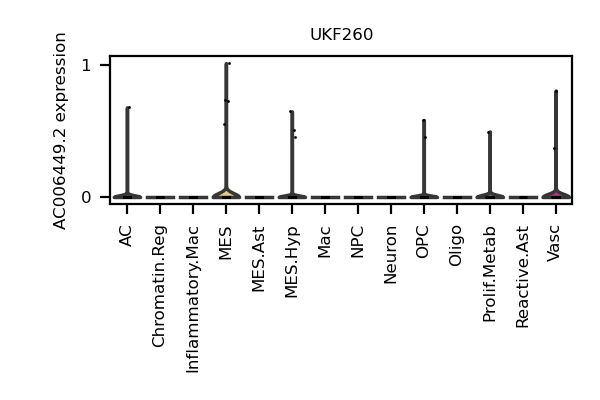 UKF260
AC006449.2 expression
1
0
AC
Chromatin.Reg
Inflammatory.Mac
MES
MES.Ast
MES.Hyp
Mac
NPC
Neuron
OPC
Oligo
Prolif.Metab
Reactive.Ast
Vasc